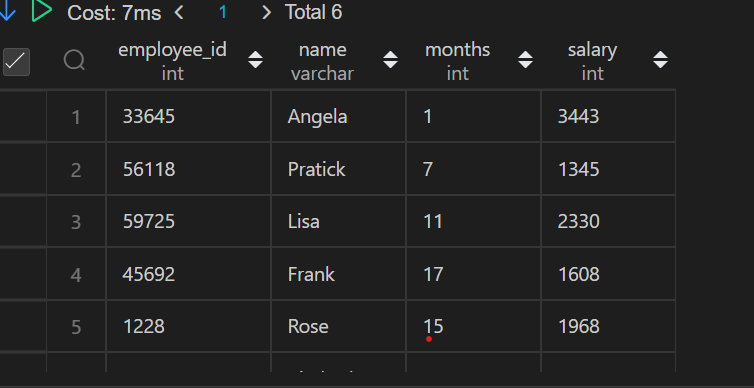 Cost: 7ms 1 Total 6
employee_id name months salary
int varchar int int
1 33645 Angela 1 3443
2 56118 Pratick 7 1345
3 59725 Lisa 11 2330
4 45692 Frank 17 1608
5 1228 Rose 15 1968